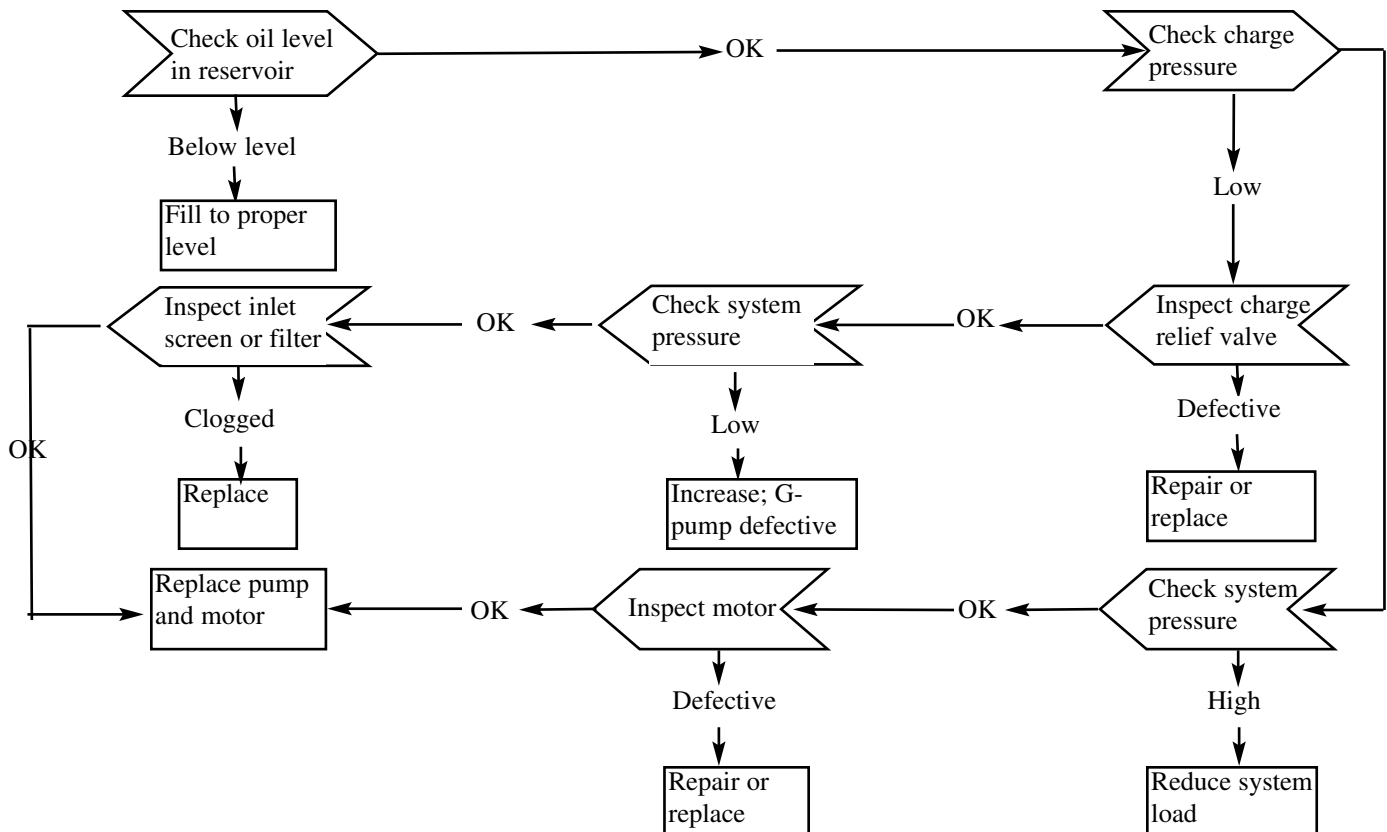 Check oil level
in reservoir
OK
Check charge
pressure
Below level
Low
Fill to proper
level
Inspect inlet
screen or filter
OK
Check system
pressure
OK
Inspect charge
relief valve
Clogged
Low
Defective
OK
Replace
Increase; G-
pump defective
Repair or
replace
Replace pump
and motor
OK
Inspect motor
OK
Check system
pressure
Defective
High
Repair or
replace
Reduce system
load